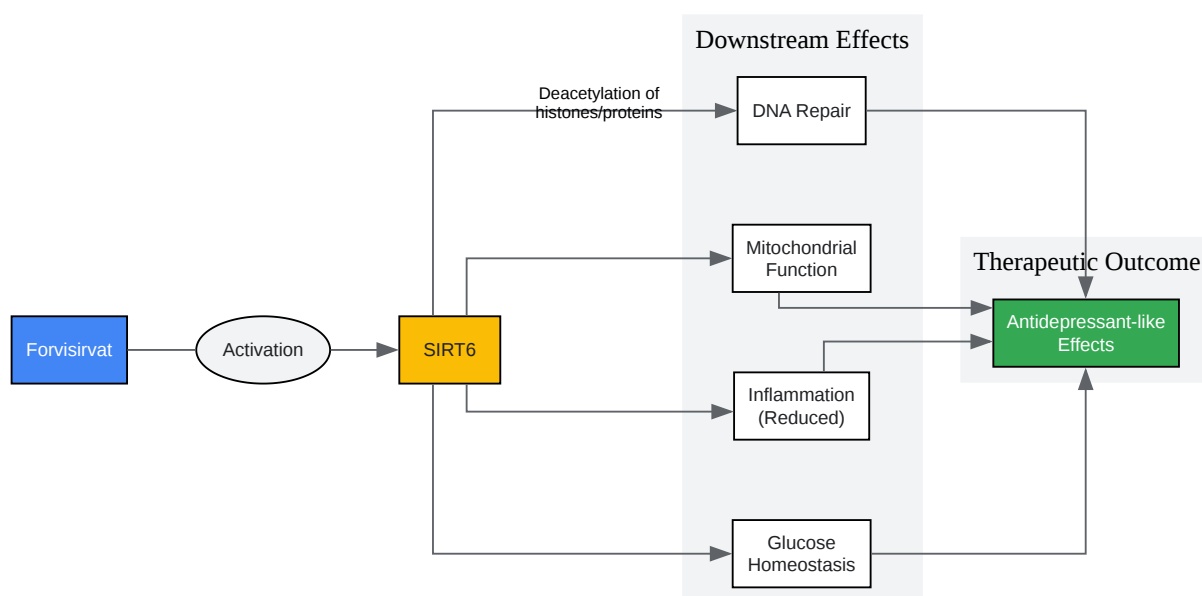 Downstream Effects
Deacetylation of
histones/proteins
DNA Repair
Mitochondrial
Function
Therapeutic Outcome
Forvisirvat
Activation
SIRT6
Antidepressant-like
Effects
Inflammation
(Reduced)
Glucose
Homeostasis